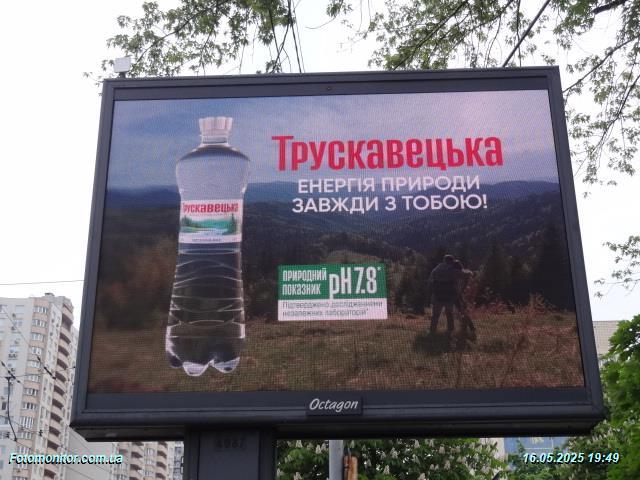 Трускавецька
ЕНЕРГІЯ ПРИРОДИ
ЗАВЖДИ З ТОБОЮ!
Трускавецька
ПРИРОДНИЙ
ПОКАЗНИК
pH 7.8*
Підтверджено дослідженнями
незалежних лабораторій*
Octagon
Fotomonitor.com.ua
16.05.2025 19:49